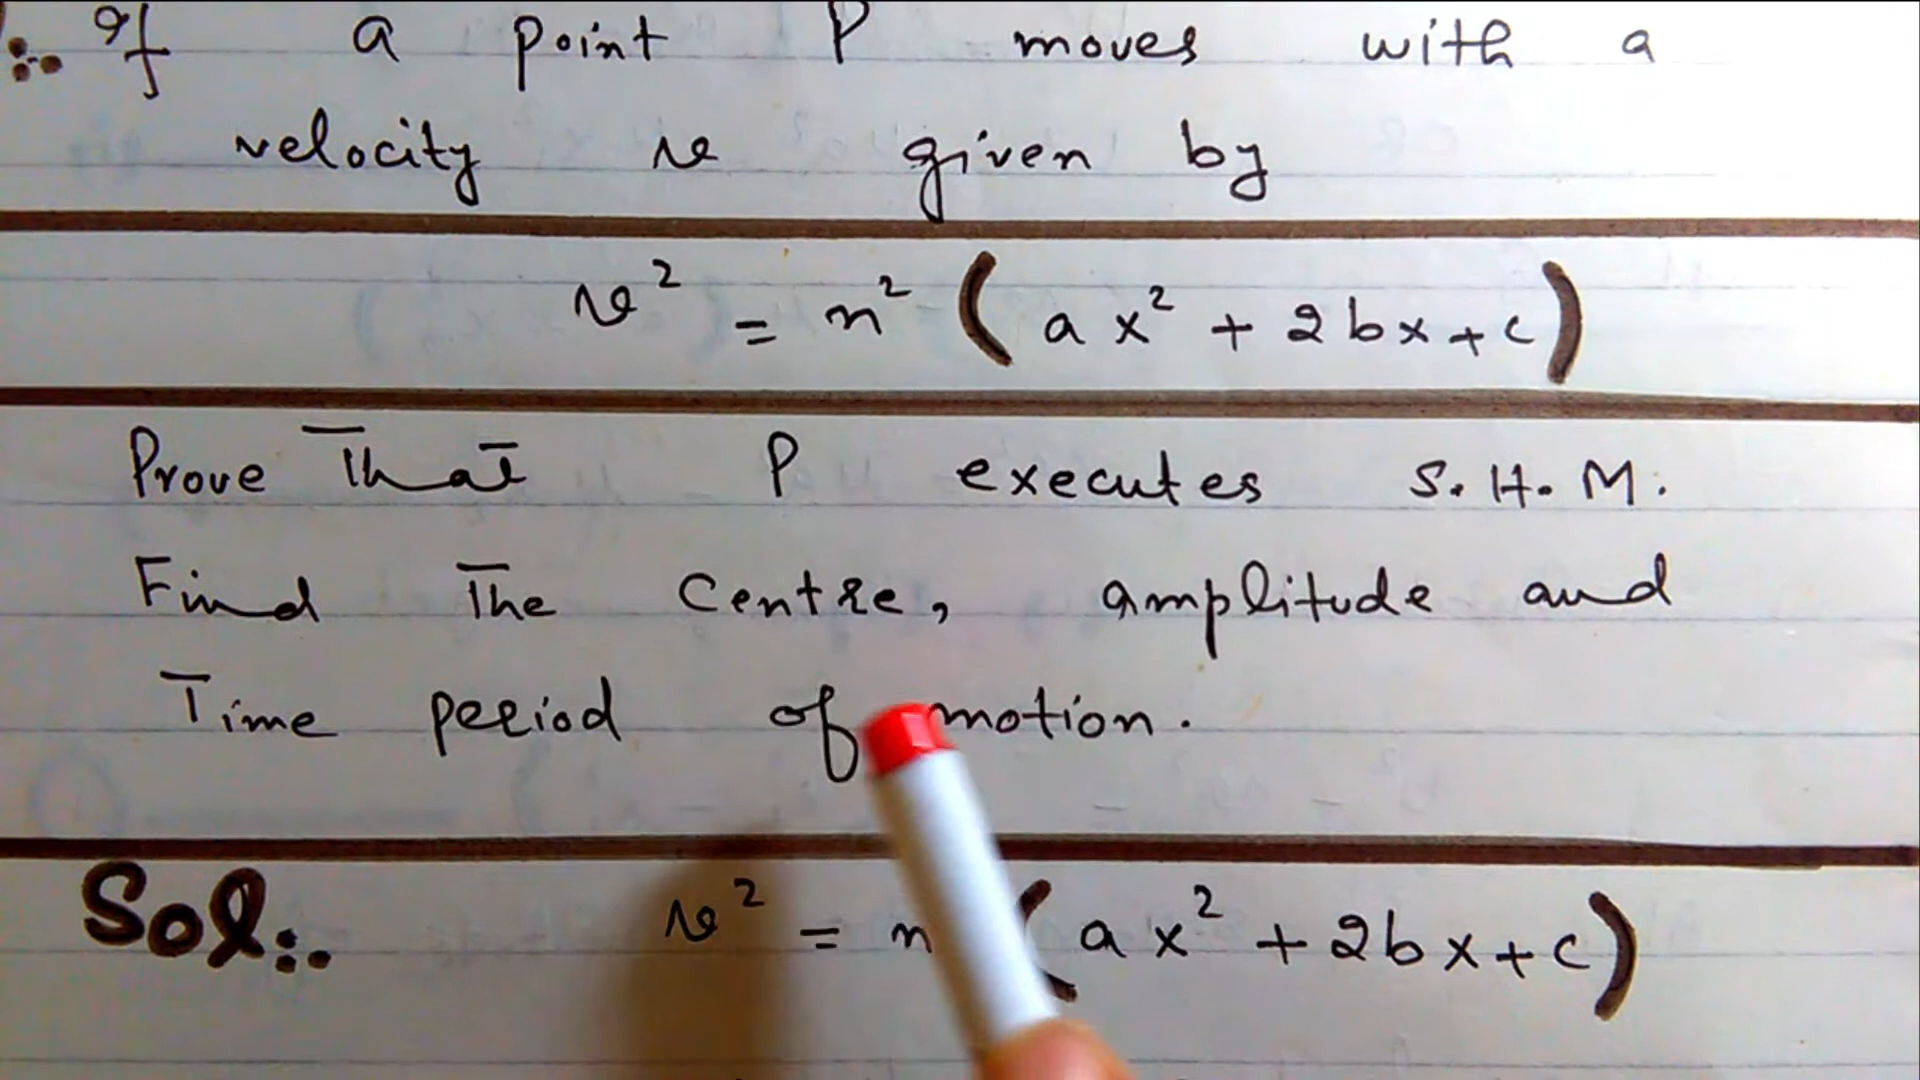 If a point P moves with a
velocity v given by
v² = n² (ax² + 2bx + c)
Prove That P executes S.H.M.
Find The Centre, amplitude and
Time period of motion.
Sol:. v² = n (ax² + 2bx + c)